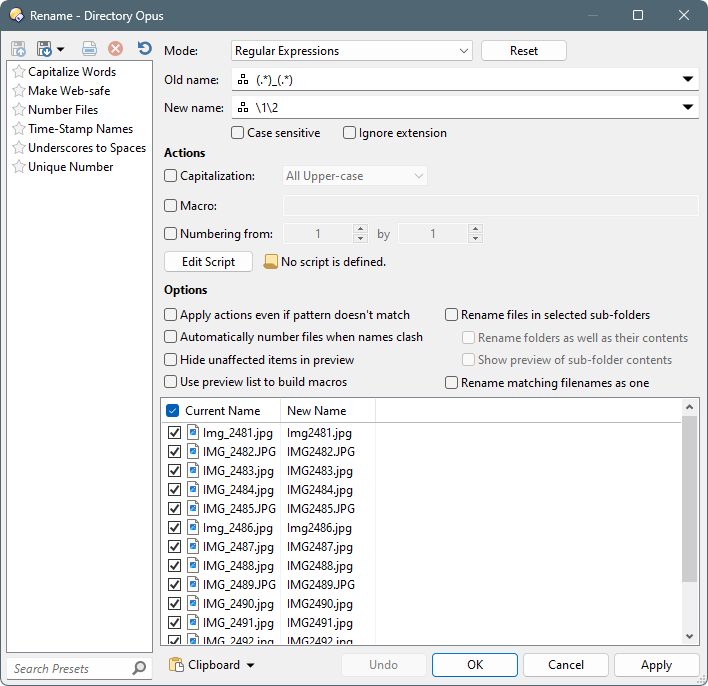 Rename - Directory Opus
Mode: Regular Expressions Reset
Old name: (.*)_(.*)
New name: \1\2
Case sensitive Ignore extension
Capitalize Words
Make Web-safe
Number Files
Time-Stamp Names
Underscores to Spaces
Unique Number
Actions
Capitalization: All Upper-case
Macro:
Numbering from: 1 by 1
Edit Script No script is defined.
Options
Apply actions even if pattern doesn't match
Automatically number files when names clash
Hide unaffected items in preview
Use preview list to build macros
Rename files in selected sub-folders
Rename folders as well as their contents
Show preview of sub-folder contents
Rename matching filenames as one
Current Name New Name
Img_2481.jpg Img2481.jpg
IMG_2482.JPG IMG2482.JPG
IMG_2483.jpg IMG2483.jpg
IMG_2484.jpg IMG2484.jpg
IMG_2485.JPG IMG2485.JPG
Img_2486.jpg Img2486.jpg
IMG_2487.jpg IMG2487.jpg
IMG_2488.jpg IMG2488.jpg
IMG_2489.JPG IMG2489.JPG
IMG_2490.jpg IMG2490.jpg
IMG_2491.jpg IMG2491.jpg
IMG_2492.jpg IMG2492.jpg
Search Presets
Clipboard Undo OK Cancel Apply